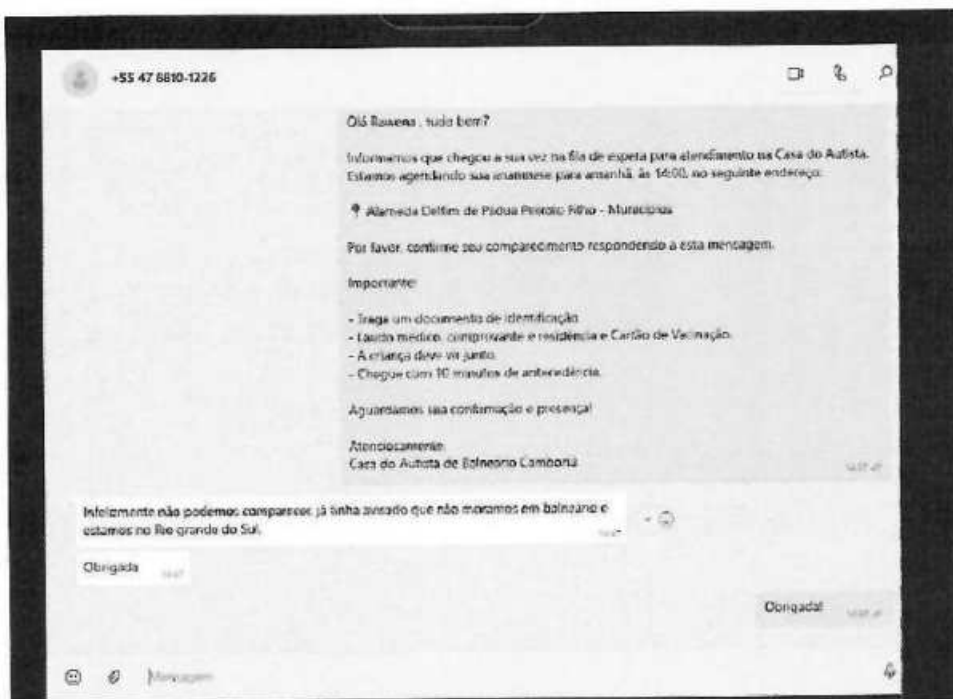 +55 47 8810-1226
Olá Rawena, tudo bem?
Informamos que chegou a sua vez na fila de espera para atendimento na Casa do Autista.
Estamos agendando sua anamnese para amanhã, às 14:00, no seguinte endereço:
Alameda Delfim de Pádua Peixoto Filho - Municípios
Por favor, confirme seu comparecimento respondendo a esta mensagem.
Importante:
- Traga um documento de identificação
- Laudo médico, comprovante e residência e Cartão de Vacinação.
- A criança deve vir junto.
- Chegue com 10 minutos de antecedência.
Aguardamos sua confirmação e presença!
Atenciosamente,
Casa do Autista de Balneário Camboriú
Infelizmente não podemos comparecer, já tinha avisado que não moramos em balneário e
estamos no Rio grande do Sul.
Obrigada
Obrigada!
Mensagem